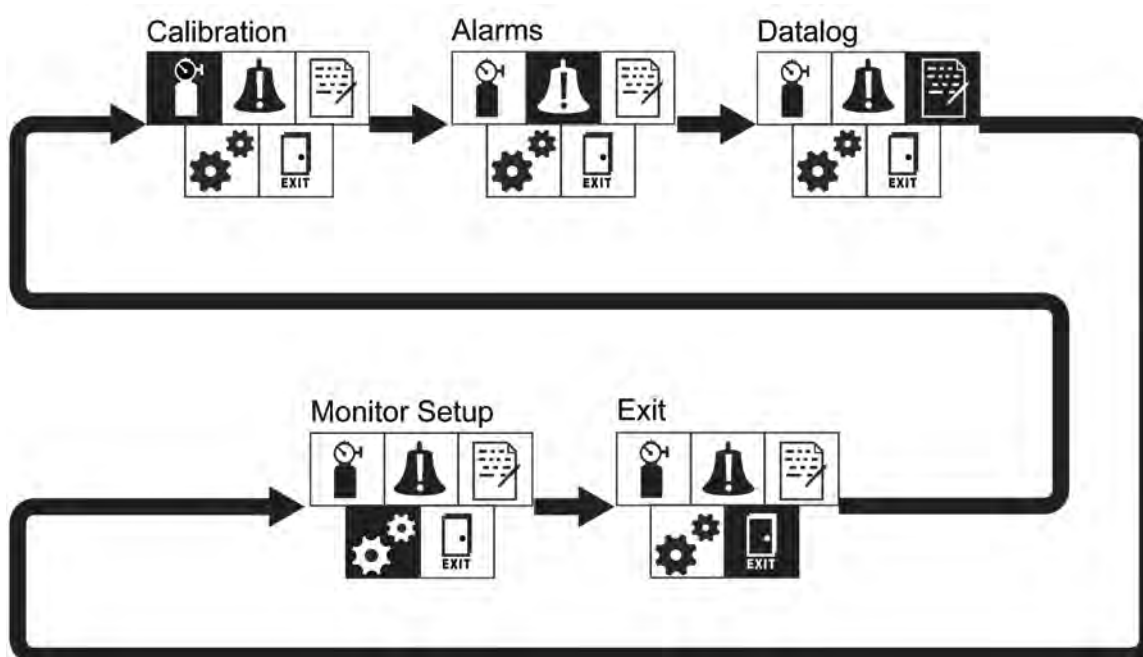 Calibration
Alarms
Datalog
EXIT
EXIT
EXIT
Monitor Setup
Exit
EXIT
EXIT